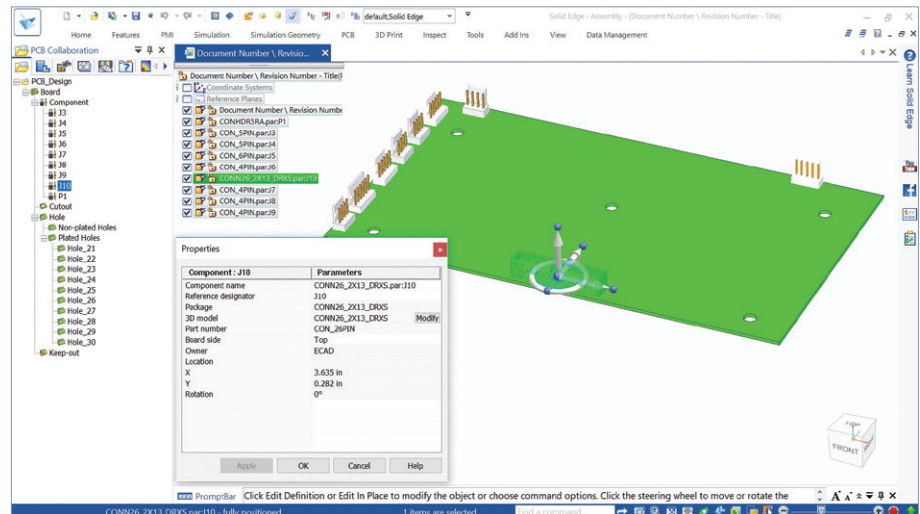 default,Solid Edge
Solid Edge - Assembly - [Document Number \ Revision Number - Title]
Home Features PMI Simulation Simulation Geometry PCB 3D Print Inspect Tools Add Ins View Data Management
PCB Collaboration
Document Number \ Revisio...
Learn Solid Edge
PCB_Design
Board
Component
J3
J4
J5
J6
J7
J8
J9
J10
P1
Cutout
Hole
Non-plated Holes
Plated Holes
Hole_21
Hole_22
Hole_23
Hole_24
Hole_25
Hole_26
Hole_27
Hole_28
Hole_29
Hole_30
Keep-out
Document Number \ Revision Number - Title[
Coordinate Systems
Reference Planes
Document Number \ Revision Numbe
CONHDR5RA.par:P1
CON_5PIN.par:J3
CON_5PIN.par:J4
CON_6PIN.par:J5
CON_4PIN.par:J6
CONN26_2X13_DRXS.par:J10
CON_4PIN.par:J7
CON_4PIN.par:J8
CON_4PIN.par:J9
Properties
Component : J10 Parameters
Component name CONN26_2X13_DRXS.par:J10
Reference designator J10
Package CONN26_2X13_DRXS
3D model CONN26_2X13_DRXS Modify
Part number CON_26PIN
Board side Top
Owner ECAD
Location
X 3.635 in
Y 0.282 in
Rotation 0°
Apply OK Cancel Help
TOP
FRONT
PromptBar Click Edit Definition or Edit In Place to modify the object or choose command options. Click the steering wheel to move or rotate the
CONN26_2X13_DRXS.par:J10 - fully positioned 1 items are selected Find a command